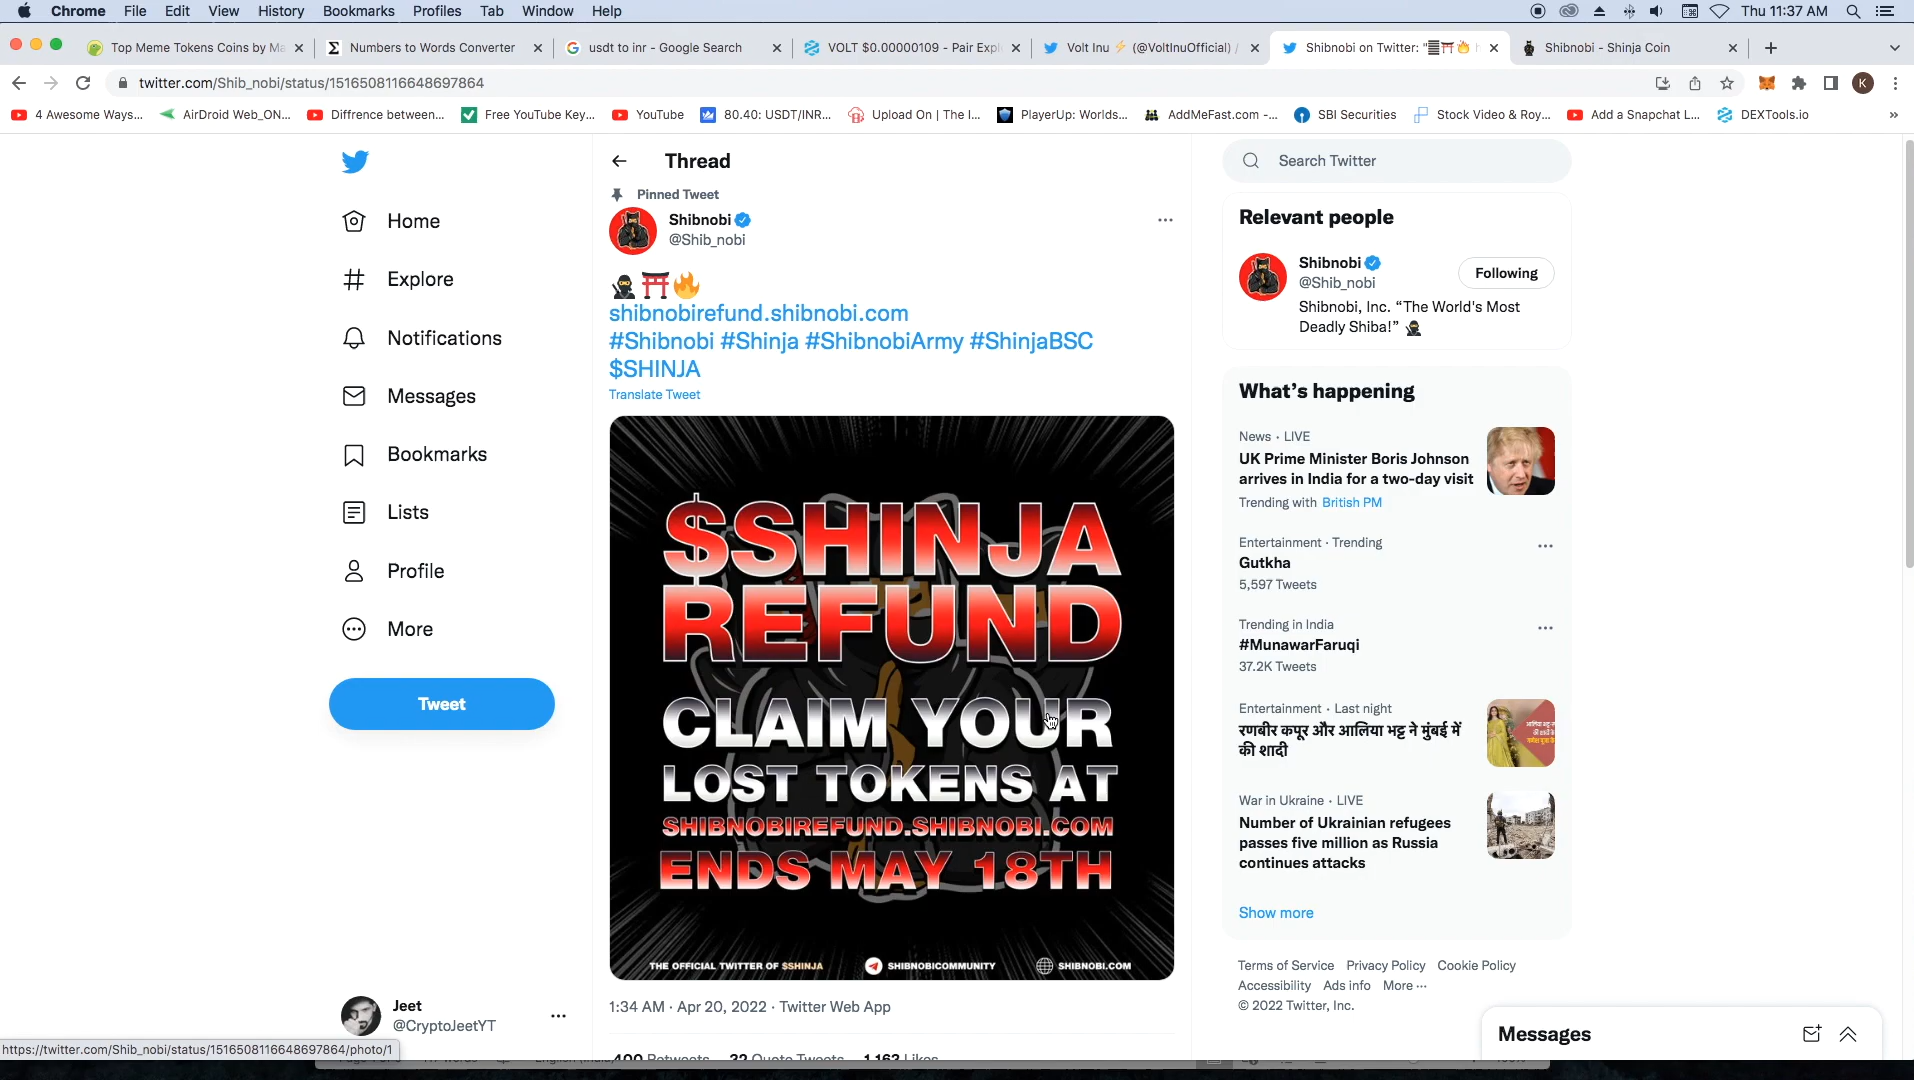 Chrome File Edit View History Bookmarks Profiles Tab Window Help Thu 11:37 AM
Top Meme Tokens Coins by Ma Numbers to Words Converter usdt to inr - Google Search VOLT $0.00000109 - Pair Expl Volt Inu ⚡ (@VoltInuOfficial) / Shibnobi on Twitter: " Shibnobi - Shinja Coin
twitter.com/Shib_nobi/status/1516508116648697864 K
4 Awesome Ways... AirDroid Web_ON... Diffrence between... Free YouTube Key... YouTube 80.40: USDT/INR... Upload On | The I... PlayerUp: Worlds... AddMeFast.com -... SBI Securities Stock Video & Roy... Add a Snapchat L... DEXTools.io »
Home
Explore
Notifications
Messages
Bookmarks
Lists
Profile
More
Tweet
Jeet
@CryptoJeetYT
https://twitter.com/Shib_nobi/status/1516508116648697864/photo/1
Thread
Pinned Tweet
Shibnobi
@Shib_nobi
🥷⛩🔥
shibnobirefund.shibnobi.com
#Shibnobi #Shinja #ShibnobiArmy #ShinjaBSC
$SHINJA
Translate Tweet
$SHINJA
REFUND
CLAIM YOUR
LOST TOKENS AT
SHIBNOBIREFUND.SHIBNOBI.COM
ENDS MAY 18TH
THE OFFICIAL TWITTER OF $SHINJA SHIBNOBICOMMUNITY SHIBNOBI.COM
1:34 AM · Apr 20, 2022 · Twitter Web App
400 Retweets 32 Quote Tweets 1,162 Likes
Search Twitter
Relevant people
Shibnobi
@Shib_nobi
Following
Shibnobi, Inc. “The World's Most
Deadly Shiba!” 🥷
What’s happening
News · LIVE
UK Prime Minister Boris Johnson
arrives in India for a two-day visit
Trending with British PM
Entertainment · Trending
Gutkha
5,597 Tweets
Trending in India
#MunawarFaruqi
37.2K Tweets
Entertainment · Last night
रणबीर कपूर और आलिया भट्ट ने मुंबई में
की शादी
War in Ukraine · LIVE
Number of Ukrainian refugees
passes five million as Russia
continues attacks
Show more
Terms of Service Privacy Policy Cookie Policy
Accessibility Ads info More ···
© 2022 Twitter, Inc.
Messages